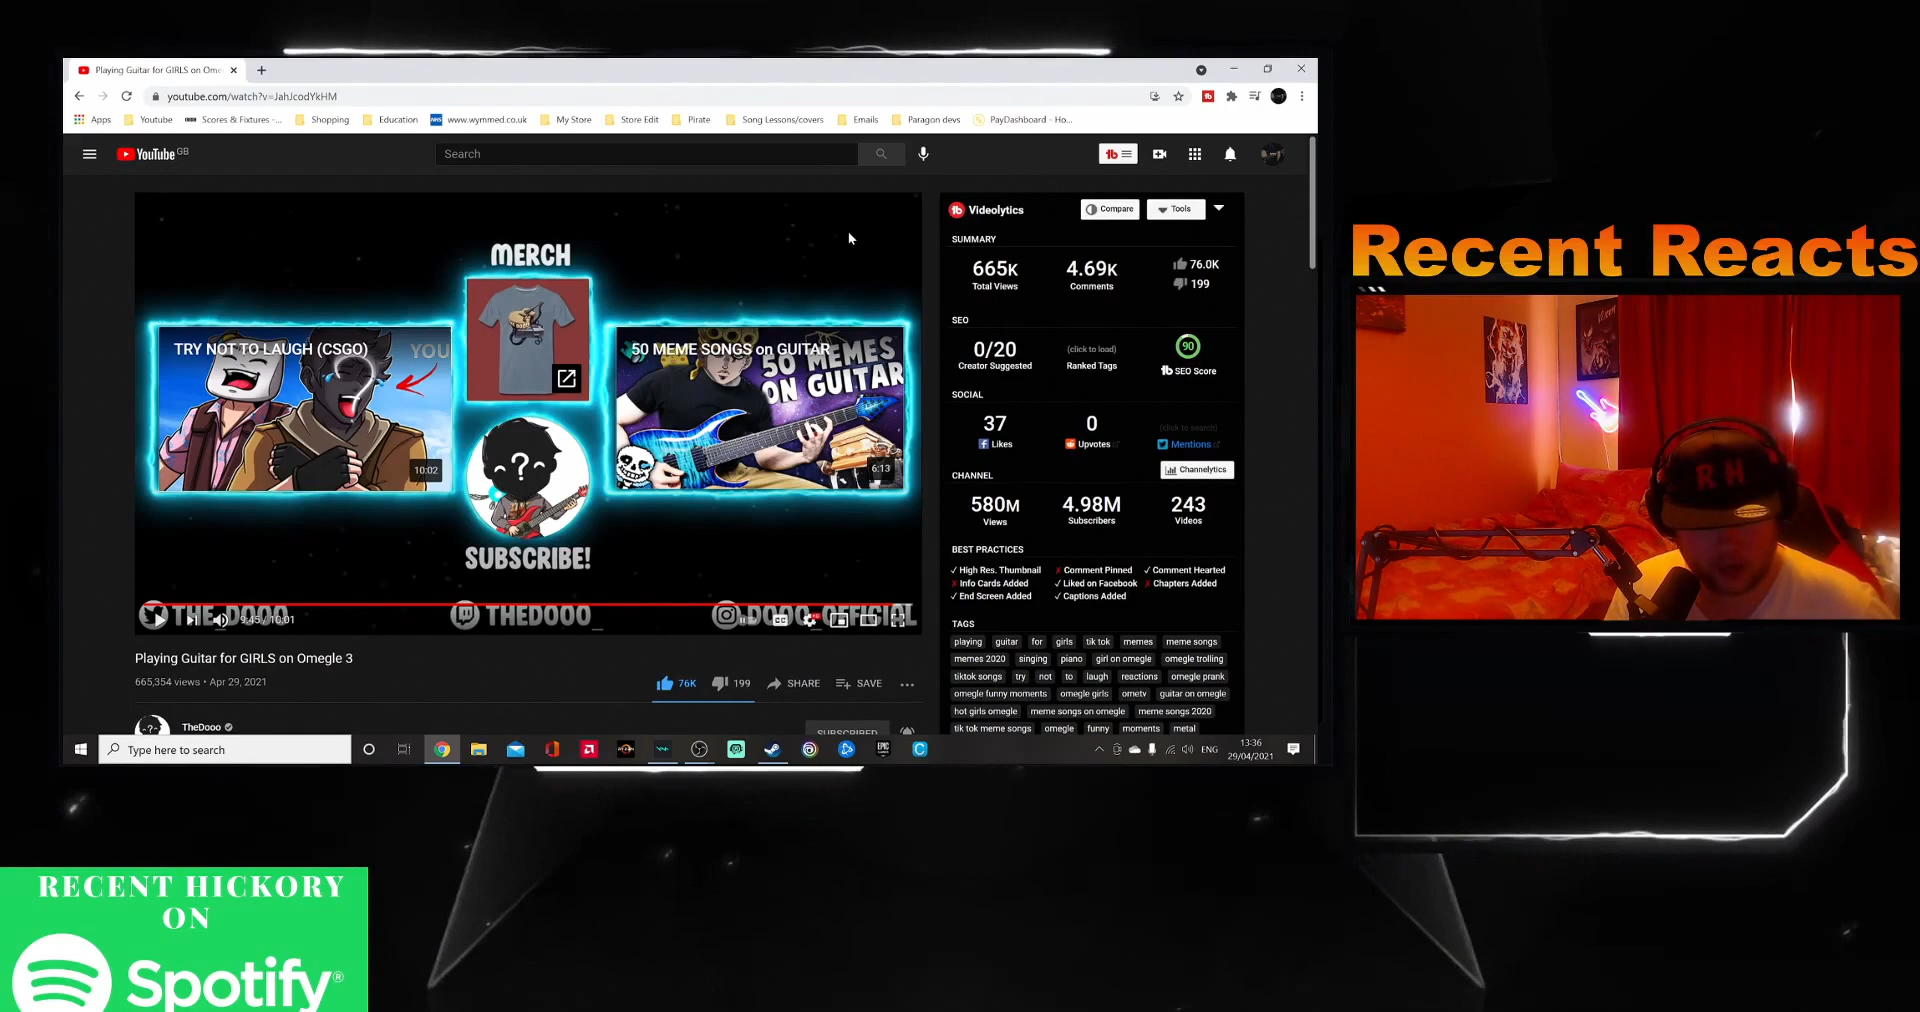 Playing Guitar for GIRLS on Ome
youtube.com/watch?v=JahJcodYkHM
Apps Youtube Scores & Fixtures -... Shopping Education www.wymmed.co.uk My Store Store Edit Pirate Song Lessons/covers Emails Paragon devs PayDashboard - Ho...
YouTube GB
Search
MERCH
TRY NOT TO LAUGH (CSGO)
YOU
10:02
50 MEME SONGS on GUITAR
50 MEMES
ON GUITAR
6:13
SUBSCRIBE!
THE_DOOO_
THEDOOO_
DOOO_OFFICIAL
9:45 / 10:01
Playing Guitar for GIRLS on Omegle 3
665,354 views • Apr 29, 2021
76K 199 SHARE SAVE
TheDooo
SUBSCRIBED
Videolytics
Compare
Tools
SUMMARY
665K 4.69K 76.0K
Total Views Comments 199
SEO
0/20 (click to load) 90
Creator Suggested Ranked Tags SEO Score
SOCIAL
37 0 (click to search)
Likes Upvotes Mentions
CHANNEL Channelytics
580M 4.98M 243
Views Subscribers Videos
BEST PRACTICES
✓ High Res. Thumbnail ✗ Comment Pinned ✓ Comment Hearted
✗ Info Cards Added ✓ Liked on Facebook ✗ Chapters Added
✓ End Screen Added ✓ Captions Added
TAGS
playing guitar for girls tik tok memes meme songs
memes 2020 singing piano girl on omegle omegle trolling
tiktok songs try not to laugh reactions omegle prank
omegle funny moments omegle girls ometv guitar on omegle
hot girls omegle meme songs on omegle meme songs 2020
tik tok meme songs omegle funny moments metal
Type here to search
ENG
13:36
29/04/2021
Recent Reacts
RH
RECENT HICKORY
ON
Spotify®